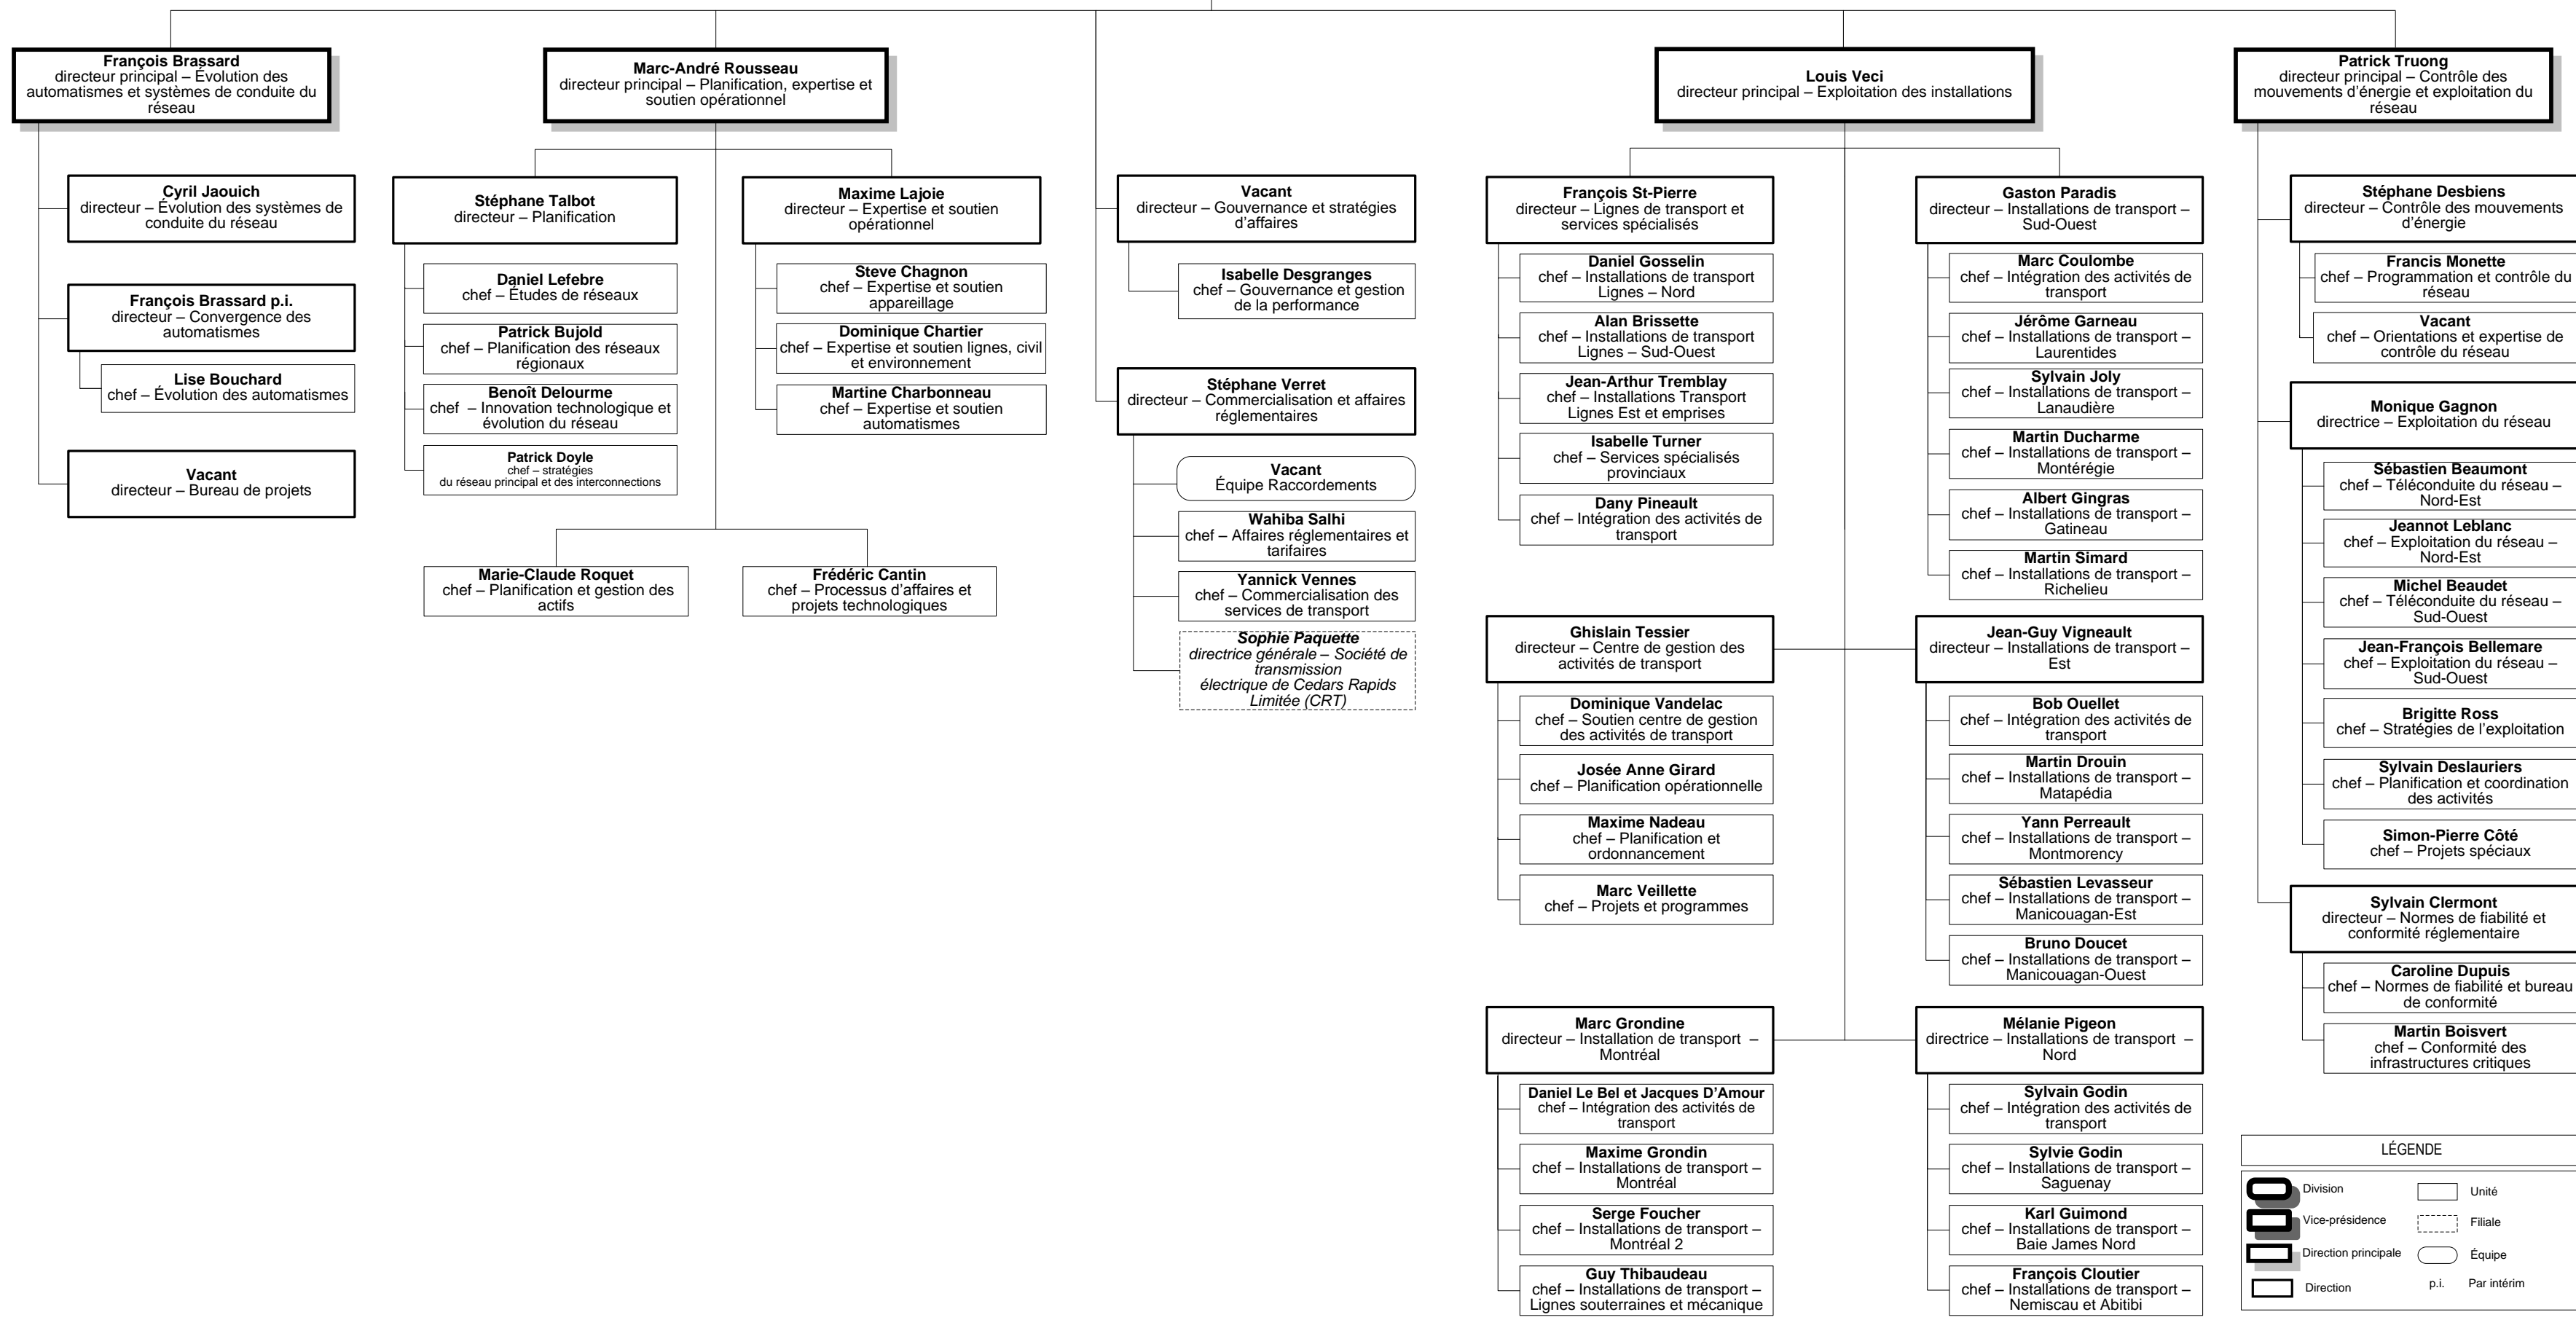 François Brassard
directeur principal – Évolution des
automatismes et systèmes de conduite du
réseau
Cyril Jaouich
directeur – Évolution des systèmes de
conduite du réseau
François Brassard p.i.
directeur – Convergence des
automatismes
Lise Bouchard
chef – Évolution des automatismes
Vacant
directeur – Bureau de projets
Marc-André Rousseau
directeur principal – Planification, expertise et
soutien opérationnel
Stéphane Talbot
directeur – Planification
Daniel Lefebre
chef – Études de réseaux
Patrick Bujold
chef – Planification des réseaux
régionaux
Benoît Delourme
chef – Innovation technologique et
évolution du réseau
Patrick Doyle
chef – stratégies
du réseau principal et des interconnections
Maxime Lajoie
directeur – Expertise et soutien
opérationnel
Steve Chagnon
chef – Expertise et soutien
appareillage
Dominique Chartier
chef – Expertise et soutien lignes, civil
et environnement
Martine Charbonneau
chef – Expertise et soutien
automatismes
Marie-Claude Roquet
chef – Planification et gestion des
actifs
Frédéric Cantin
chef – Processus d’affaires et
projets technologiques
Vacant
directeur – Gouvernance et stratégies
d’affaires
Isabelle Desgranges
chef – Gouvernance et gestion
de la performance
Stéphane Verret
directeur – Commercialisation et affaires
réglementaires
Vacant
Équipe Raccordements
Wahiba Salhi
chef – Affaires réglementaires et
tarifaires
Yannick Vennes
chef – Commercialisation des
services de transport
Sophie Paquette
directrice générale – Société de
transmission
électrique de Cedars Rapids
Limitée (CRT)
Louis Veci
directeur principal – Exploitation des installations
François St-Pierre
directeur – Lignes de transport et
services spécialisés
Daniel Gosselin
chef – Installations de transport
Lignes – Nord
Alan Brissette
chef – Installations de transport
Lignes – Sud-Ouest
Jean-Arthur Tremblay
chef – Installations Transport
Lignes Est et emprises
Isabelle Turner
chef – Services spécialisés
provinciaux
Dany Pineault
chef – Intégration des activités de
transport
Gaston Paradis
directeur – Installations de transport –
Sud-Ouest
Marc Coulombe
chef – Intégration des activités de
transport
Jérôme Garneau
chef – Installations de transport –
Laurentides
Sylvain Joly
chef – Installations de transport –
Lanaudière
Martin Ducharme
chef – Installations de transport –
Montérégie
Albert Gingras
chef – Installations de transport –
Gatineau
Martin Simard
chef – Installations de transport –
Richelieu
Ghislain Tessier
directeur – Centre de gestion des
activités de transport
Dominique Vandelac
chef – Soutien centre de gestion
des activités de transport
Josée Anne Girard
chef – Planification opérationnelle
Maxime Nadeau
chef – Planification et
ordonnancement
Marc Veillette
chef – Projets et programmes
Jean-Guy Vigneault
directeur – Installations de transport –
Est
Bob Ouellet
chef – Intégration des activités de
transport
Martin Drouin
chef – Installations de transport –
Matapédia
Yann Perreault
chef – Installations de transport –
Montmorency
Sébastien Levasseur
chef – Installations de transport –
Manicouagan-Est
Bruno Doucet
chef – Installations de transport –
Manicouagan-Ouest
Marc Grondine
directeur – Installation de transport –
Montréal
Daniel Le Bel et Jacques D’Amour
chef – Intégration des activités de
transport
Maxime Grondin
chef – Installations de transport –
Montréal
Serge Foucher
chef – Installations de transport –
Montréal 2
Guy Thibaudeau
chef – Installations de transport –
Lignes souterraines et mécanique
Mélanie Pigeon
directrice – Installations de transport –
Nord
Sylvain Godin
chef – Intégration des activités de
transport
Sylvie Godin
chef – Installations de transport –
Saguenay
Karl Guimond
chef – Installations de transport –
Baie James Nord
François Cloutier
chef – Installations de transport –
Nemiscau et Abitibi
Patrick Truong
directeur principal – Contrôle des
mouvements d’énergie et exploitation du
réseau
Stéphane Desbiens
directeur – Contrôle des mouvements
d’énergie
Francis Monette
chef – Programmation et contrôle du
réseau
Vacant
chef – Orientations et expertise de
contrôle du réseau
Monique Gagnon
directrice – Exploitation du réseau
Sébastien Beaumont
chef – Téléconduite du réseau –
Nord-Est
Jeannot Leblanc
chef – Exploitation du réseau –
Nord-Est
Michel Beaudet
chef – Téléconduite du réseau –
Sud-Ouest
Jean-François Bellemare
chef – Exploitation du réseau –
Sud-Ouest
Brigitte Ross
chef – Stratégies de l’exploitation
Sylvain Deslauriers
chef – Planification et coordination
des activités
Simon-Pierre Côté
chef – Projets spéciaux
Sylvain Clermont
directeur – Normes de fiabilité et
conformité réglementaire
Caroline Dupuis
chef – Normes de fiabilité et bureau
de conformité
Martin Boisvert
chef – Conformité des
infrastructures critiques
LÉGENDE
Division
Unité
Vice-présidence
Filiale
Direction principale
Équipe
Direction
p.i. Par intérim